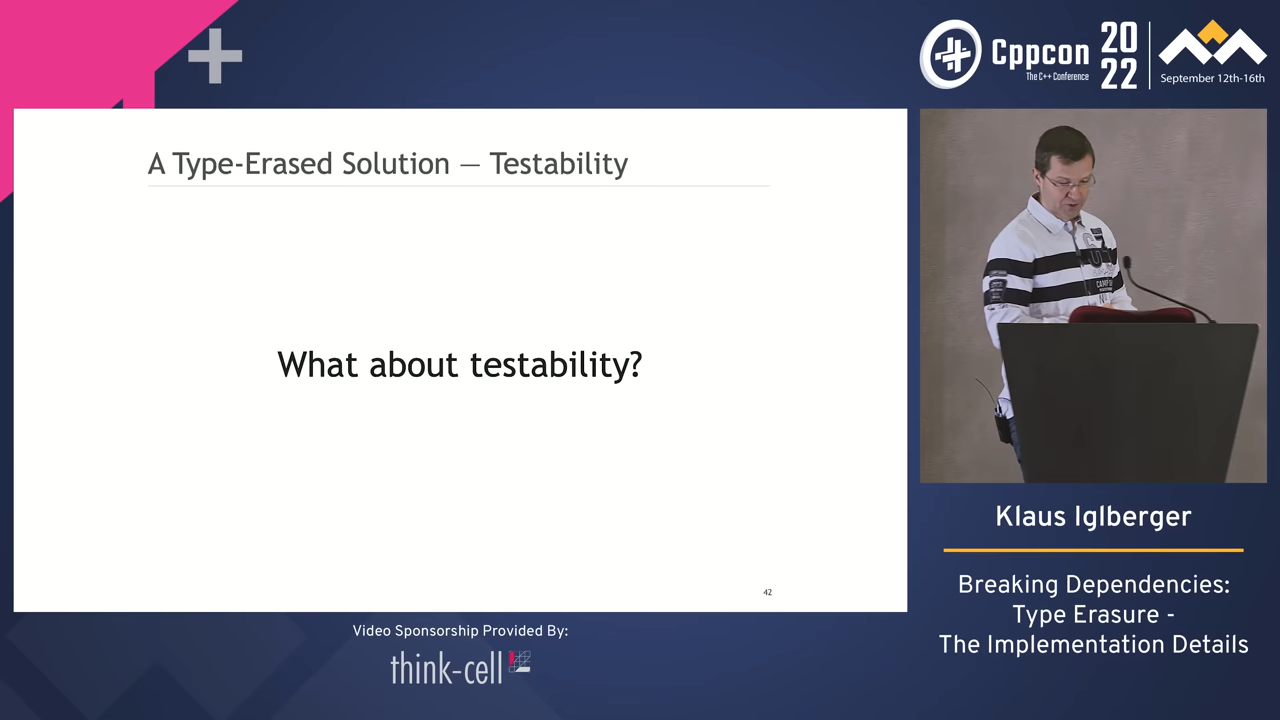 Cppcon
The C++ Conference
20
22
September 12th-16th
A Type-Erased Solution — Testability
What about testability?
42
Klaus Iglberger
Breaking Dependencies:
Type Erasure -
The Implementation Details
Video Sponsorship Provided By:
think-cell